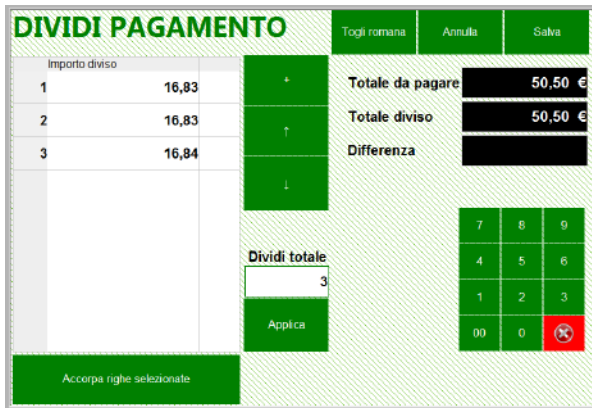 DIVIDI PAGAMENTO
Togli romana
Annulla
Salva
Importo diviso
1 16,83
2 16,83
3 16,84
+
↑
↓
Totale da pagare 50,50 €
Totale diviso 50,50 €
Differenza
Dividi totale
3
Applica
7 8 9
4 5 6
1 2 3
00 0
Accorpa righe selezionate